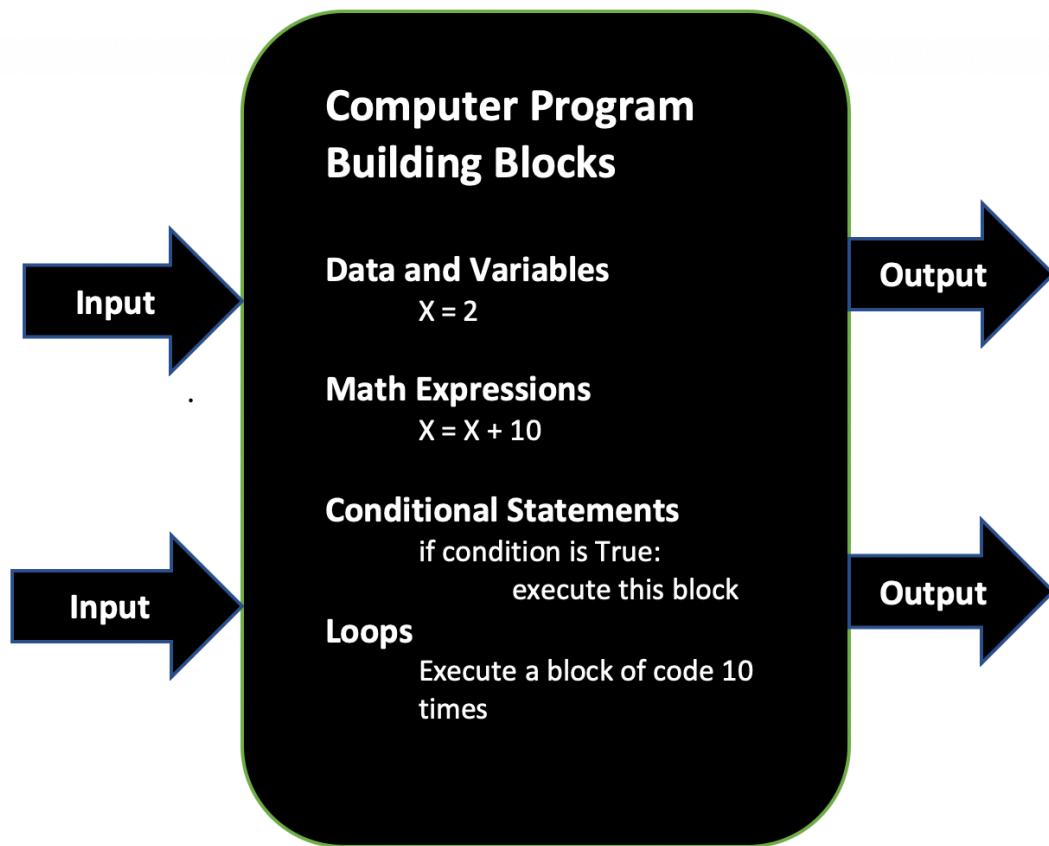 Computer Program
Building Blocks
Data and Variables
X = 2
Math Expressions
X = X + 10
Conditional Statements
if condition is True:
execute this block
Loops
Execute a block of code 10
times
Input
Input
Output
Output
.